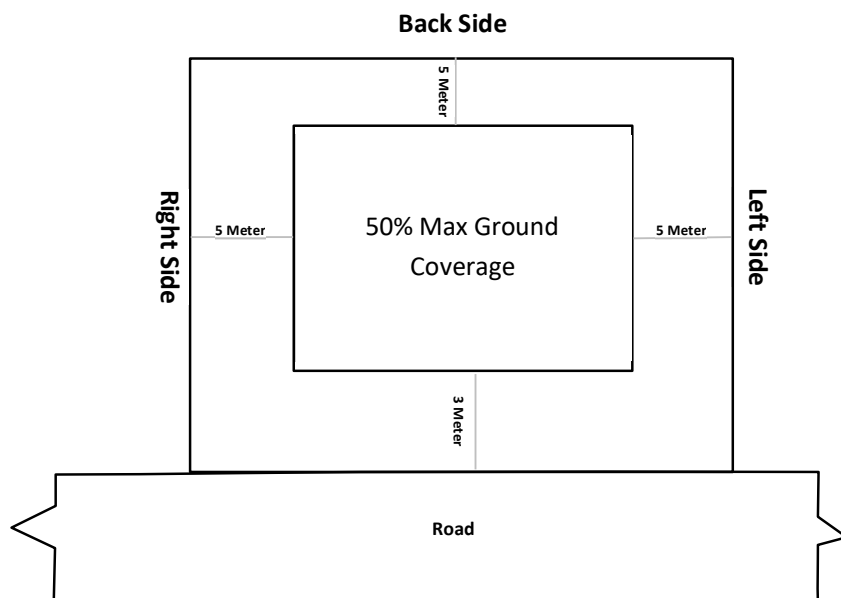 Back Side
5 Meter
Right Side
5 Meter
50% Max Ground
Coverage
5 Meter
Left Side
3 Meter
Road